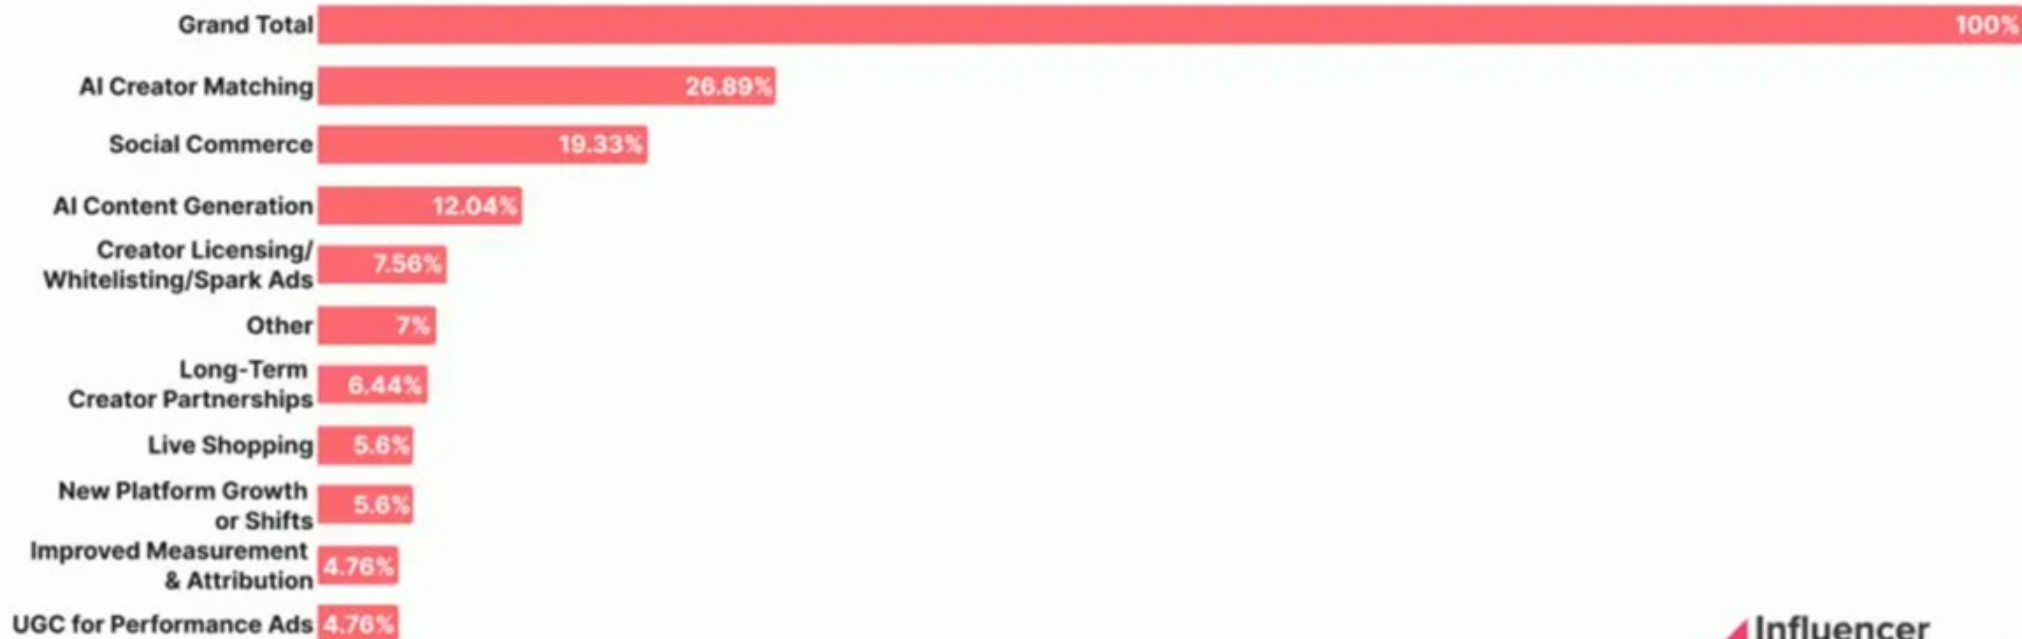 Grand Total 100%
AI Creator Matching 26.89%
Social Commerce 19.33%
AI Content Generation 12.04%
Creator Licensing/
Whitelisting/Spark Ads 7.56%
Other 7%
Long-Term
Creator Partnerships 6.44%
Live Shopping 5.6%
New Platform Growth
or Shifts 5.6%
Improved Measurement
& Attribution 4.76%
UGC for Performance Ads 4.76%
Influencer